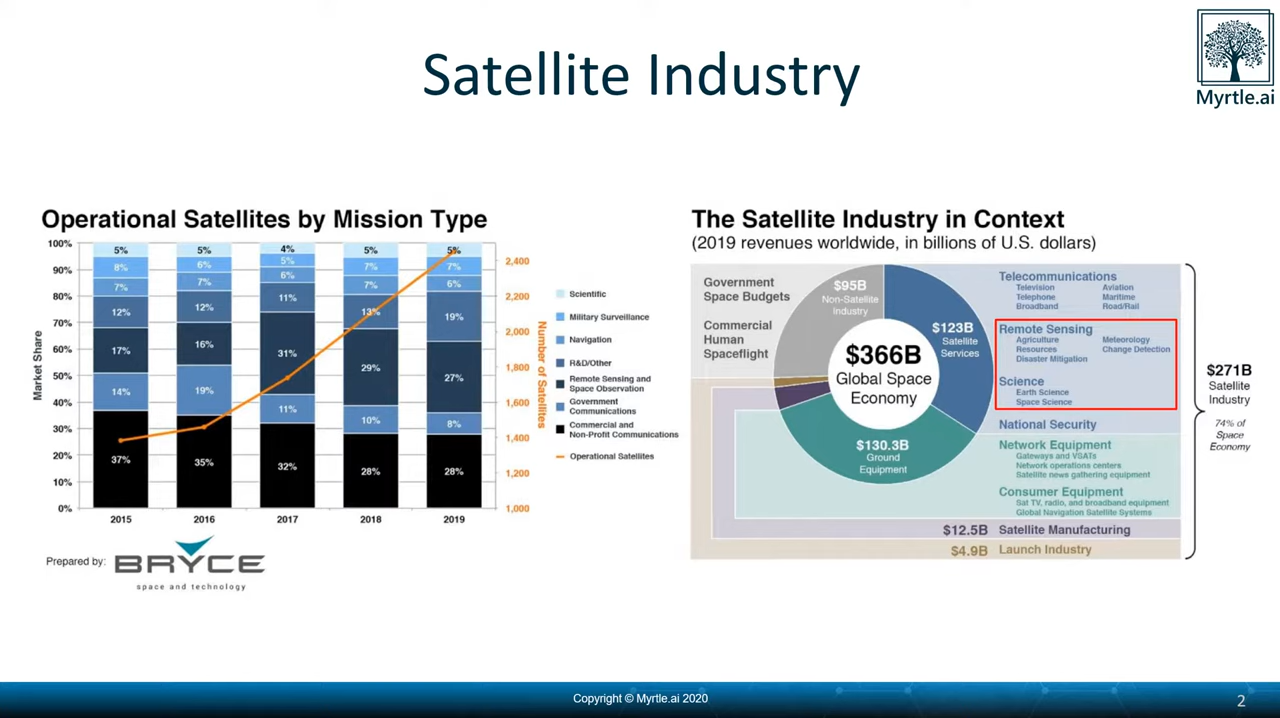 Satellite Industry
Myrtle.ai
Operational Satellites by Mission Type
100%
90%
80%
70%
60%
50%
40%
30%
20%
10%
0%
Market Share
5%
8%
7%
12%
17%
14%
37%
5%
6%
7%
12%
16%
19%
35%
4%
5%
6%
11%
31%
11%
32%
5%
7%
7%
13%
29%
10%
28%
5%
7%
6%
19%
27%
8%
28%
2015
2016
2017
2018
2019
2,400
2,200
2,000
1,800
1,600
1,400
1,200
1,000
Number of Satellites
Scientific
Military Surveillance
Navigation
R&D/Other
Remote Sensing and
Space Observation
Government
Communications
Commercial and
Non-Profit Communications
Operational Satellites
Prepared by:
BRYCE
space and technology
The Satellite Industry in Context
(2019 revenues worldwide, in billions of U.S. dollars)
Government
Space Budgets
Commercial
Human
Spaceflight
$95B
Non-Satellite
Industry
$123B
Satellite
Services
$366B
Global Space
Economy
$130.3B
Ground
Equipment
Telecommunications
Television
Telephone
Broadband
Aviation
Maritime
Road/Rail
Remote Sensing
Agriculture
Resources
Disaster Mitigation
Meteorology
Change Detection
Science
Earth Science
Space Science
National Security
Network Equipment
Gateways and VSATs
Network operations centers
Satellite news gathering equipment
Consumer Equipment
Sat TV, radio, and broadband equipment
Global Navigation Satellite Systems
$12.5B Satellite Manufacturing
$4.9B Launch Industry
$271B
Satellite
Industry
74% of
Space
Economy
Copyright © Myrtle.ai 2020
2